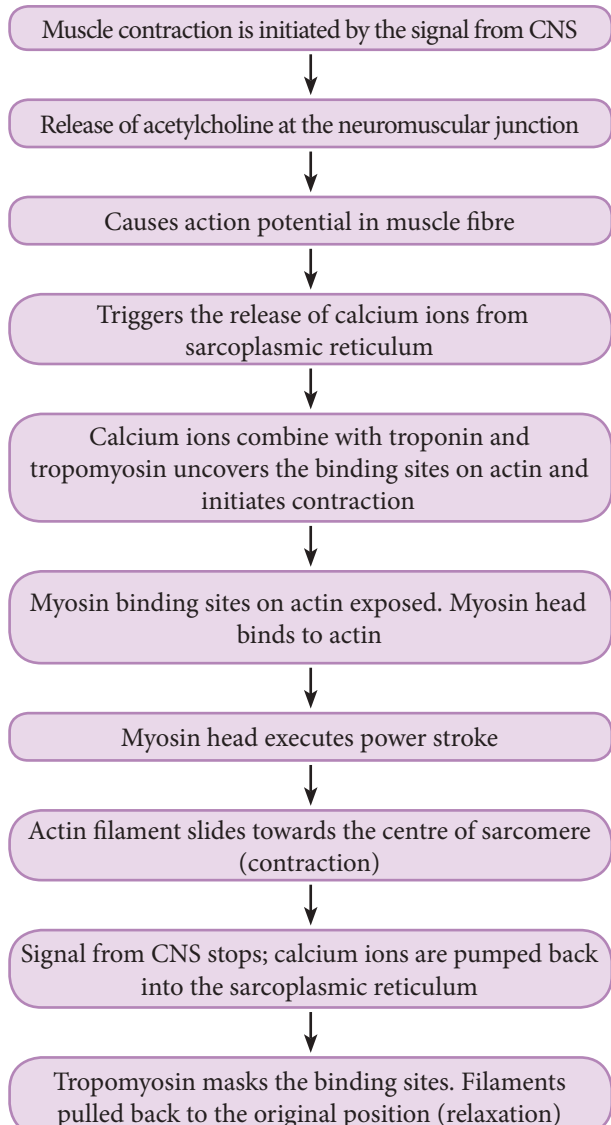 Muscle contraction is initiated by the signal from CNS
Release of acetylcholine at the neuromuscular junction
Causes action potential in muscle fibre
Triggers the release of calcium ions from
sarcoplasmic reticulum
Calcium ions combine with troponin and
tropomyosin uncovers the binding sites on actin and
initiates contraction
Myosin binding sites on actin exposed. Myosin head
binds to actin
Myosin head executes power stroke
Actin filament slides towards the centre of sarcomere
(contraction)
Signal from CNS stops; calcium ions are pumped back
into the sarcoplasmic reticulum
Tropomyosin masks the binding sites. Filaments
pulled back to the original position (relaxation)